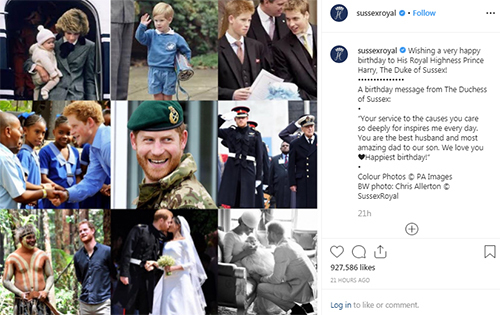 sussexroyal • Follow
sussexroyal Wishing a very happy
birthday to His Royal Highness Prince
Harry, The Duke of Sussex!
••••••••••••••
A birthday message from The Duchess
of Sussex:
•
“Your service to the causes you care
so deeply for inspires me every day.
You are the best husband and most
amazing dad to our son. We love you
♥Happiest birthday!”
•
Colour Photos © PA Images
BW photo: Chris Allerton ©
SussexRoyal
21h
927,586 likes
21 HOURS AGO
Log in to like or comment.